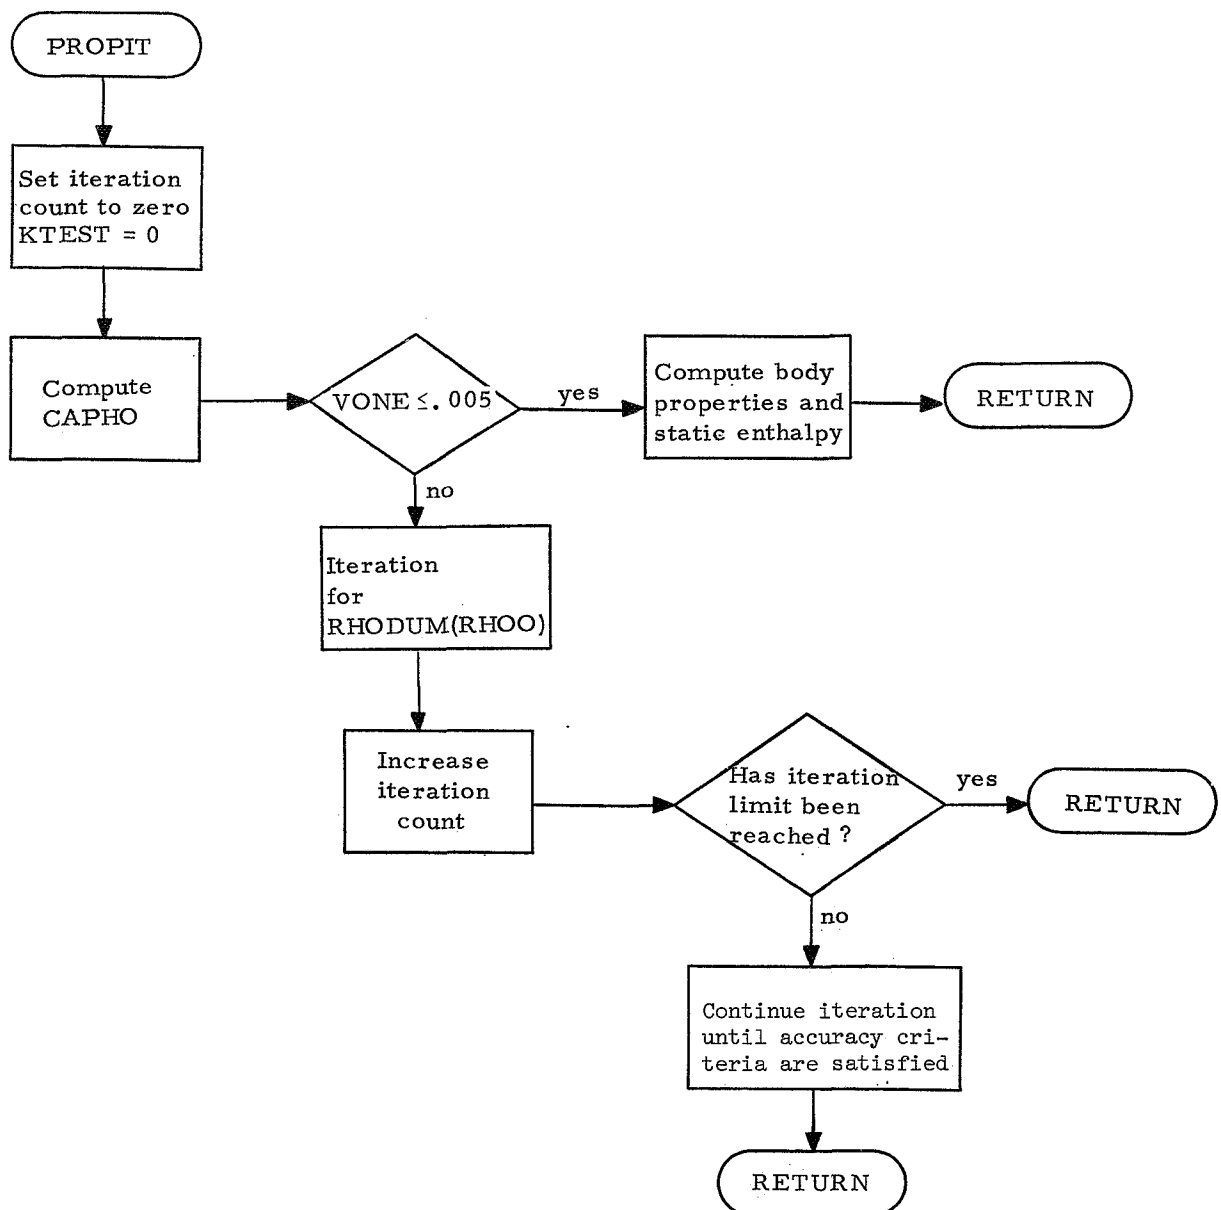 PROPIT
Set iteration
count to zero
KTEST = 0
Compute
CAPHO
VONE ≤ .005
yes
Compute body
properties and
static enthalpy
RETURN
no
Iteration
for
RHODUM(RHOO)
Increase
iteration
count
Has iteration
limit been
reached ?
yes
RETURN
no
Continue iteration
until accuracy cri-
teria are satisfied
RETURN